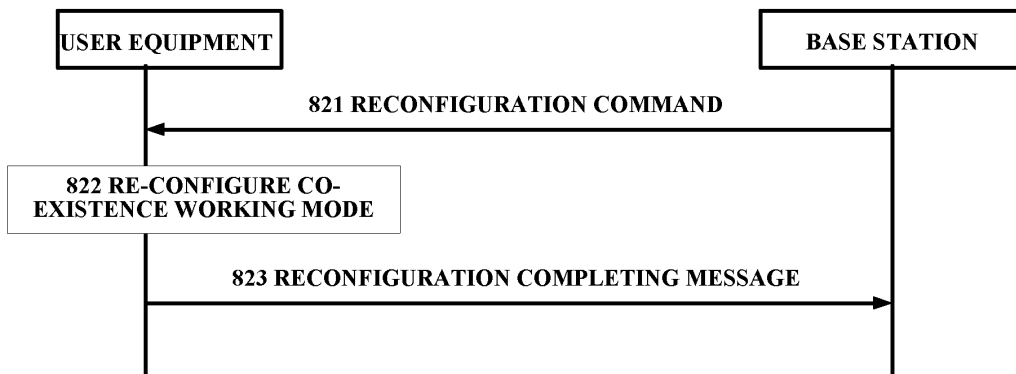 USER EQUIPMENT
BASE STATION
821 RECONFIGURATION COMMAND
822 RE-CONFIGURE CO-
EXISTENCE WORKING MODE
823 RECONFIGURATION COMPLETING MESSAGE